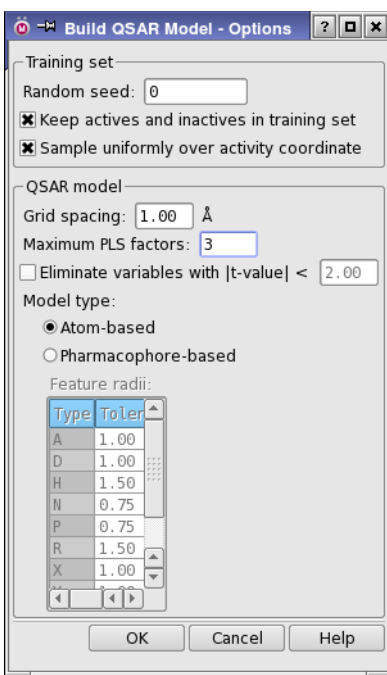 Build QSAR Model - Options
Training set
Random seed: 0
Keep actives and inactives in training set
Sample uniformly over activity coordinate
QSAR model
Grid spacing: 1.00 Å
Maximum PLS factors: 3
Eliminate variables with |t-value| < 2.00
Model type:
Atom-based
Pharmacophore-based
Feature radii:
Type Toler
A 1.00
D 1.00
H 1.50
N 0.75
P 0.75
R 1.50
X 1.00
OK Cancel Help